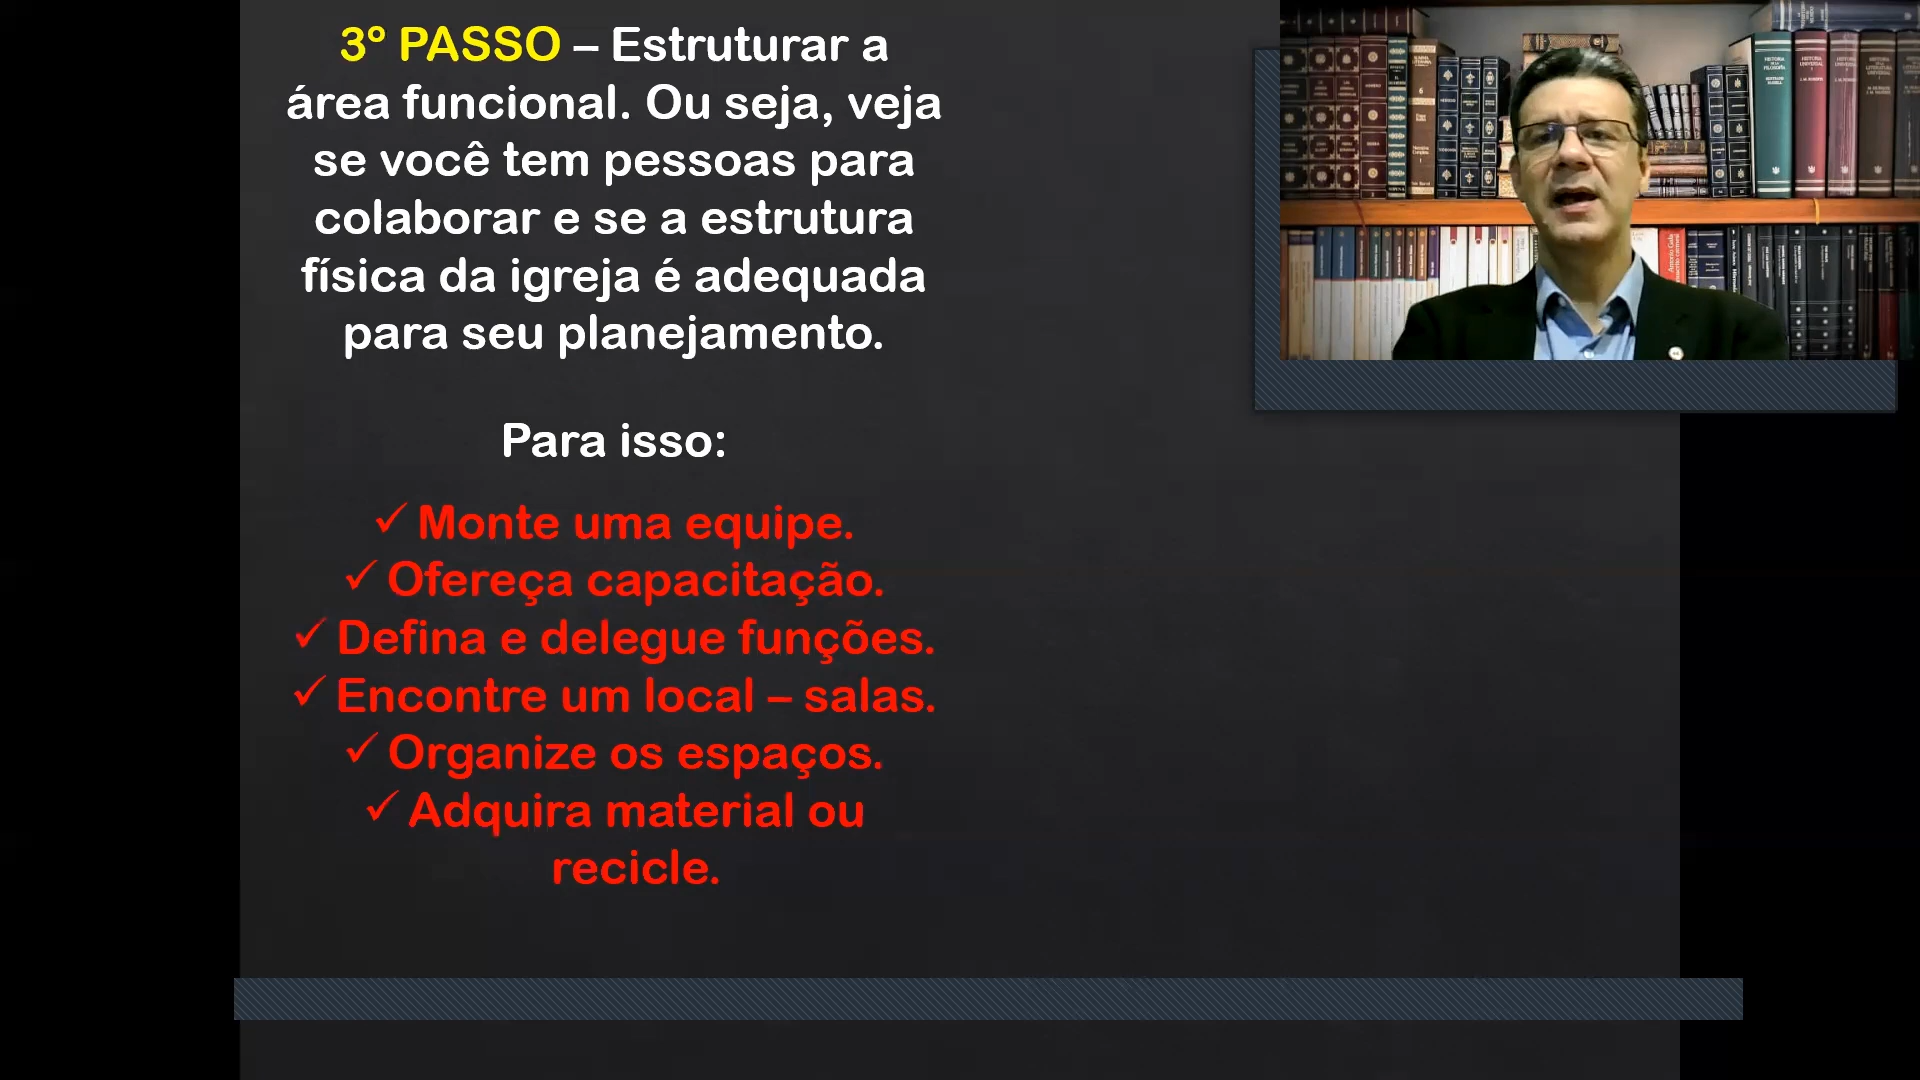 3º PASSO – Estruturar a
área funcional. Ou seja, veja
se você tem pessoas para
colaborar e se a estrutura
física da igreja é adequada
para seu planejamento.
Para isso:
✓ Monte uma equipe.
✓ Ofereça capacitação.
✓ Defina e delegue funções.
✓ Encontre um local – salas.
✓ Organize os espaços.
✓ Adquira material ou
recicle.